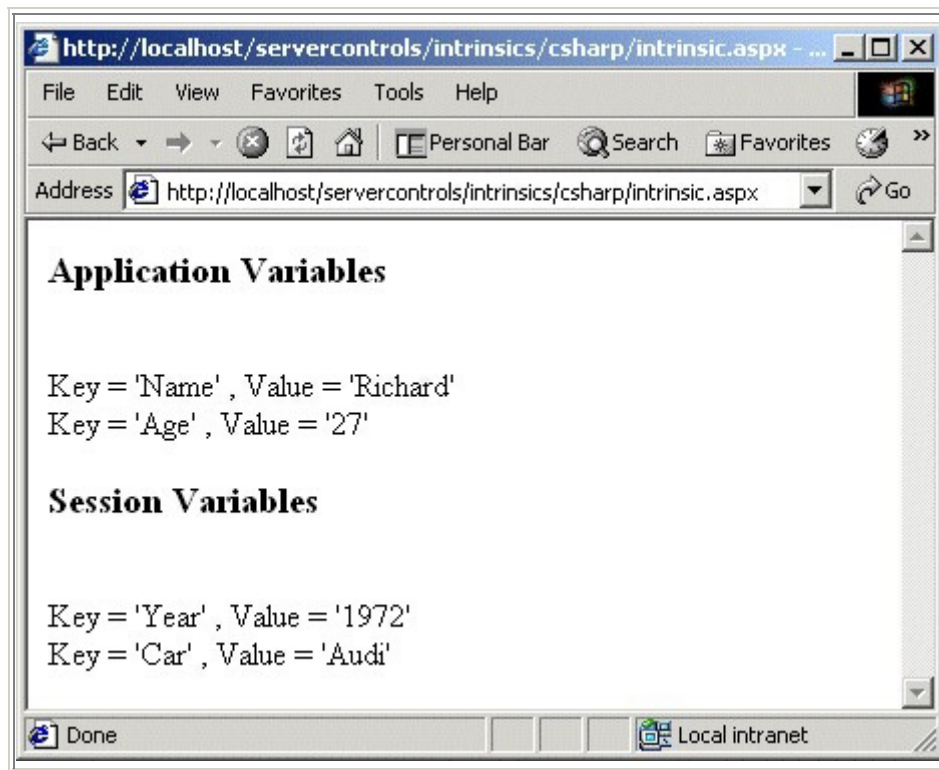 http://localhost/servercontrols/intrinsics/csharp/intrinsic.aspx - ...
File Edit View Favorites Tools Help
Back Personal Bar Search Favorites »
Address http://localhost/servercontrols/intrinsics/csharp/intrinsic.aspx Go
Application Variables
Key = 'Name' , Value = 'Richard'
Key = 'Age' , Value = '27'
Session Variables
Key = 'Year' , Value = '1972'
Key = 'Car' , Value = 'Audi'
Done Local intranet